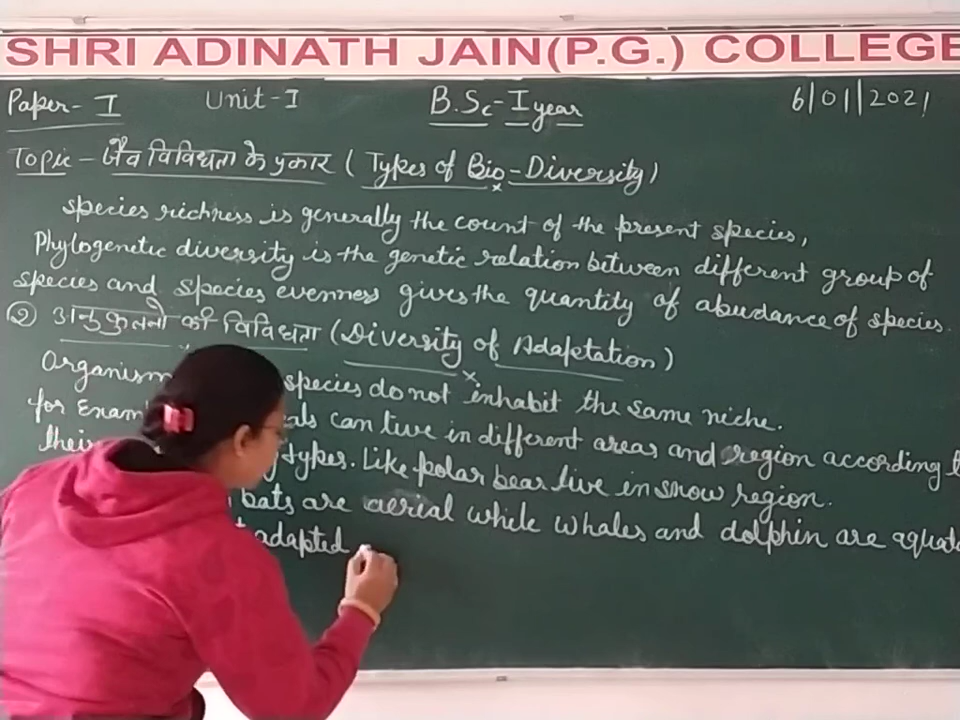 SHRI ADINATH JAIN(P.G.) COLLEGE
Paper - I Unit - I B.Sc - I year 6/01/2021
Topic - जैव विविधता के प्रकार ( Types of Bio - Diversity )
species richness is generally the count of the present species,
Phylogenetic diversity is the genetic relation between different group of
species and species evenness gives the quantity of abudance of species.
② अनुकूलनो की विविधता ( Diversity of Adaptation )
Organism species do not inhabit the same niche.
for can live in different areas and region according
their types. Like polar bear live in snow region.
bats are aereal while whales and dolphin are
adapted